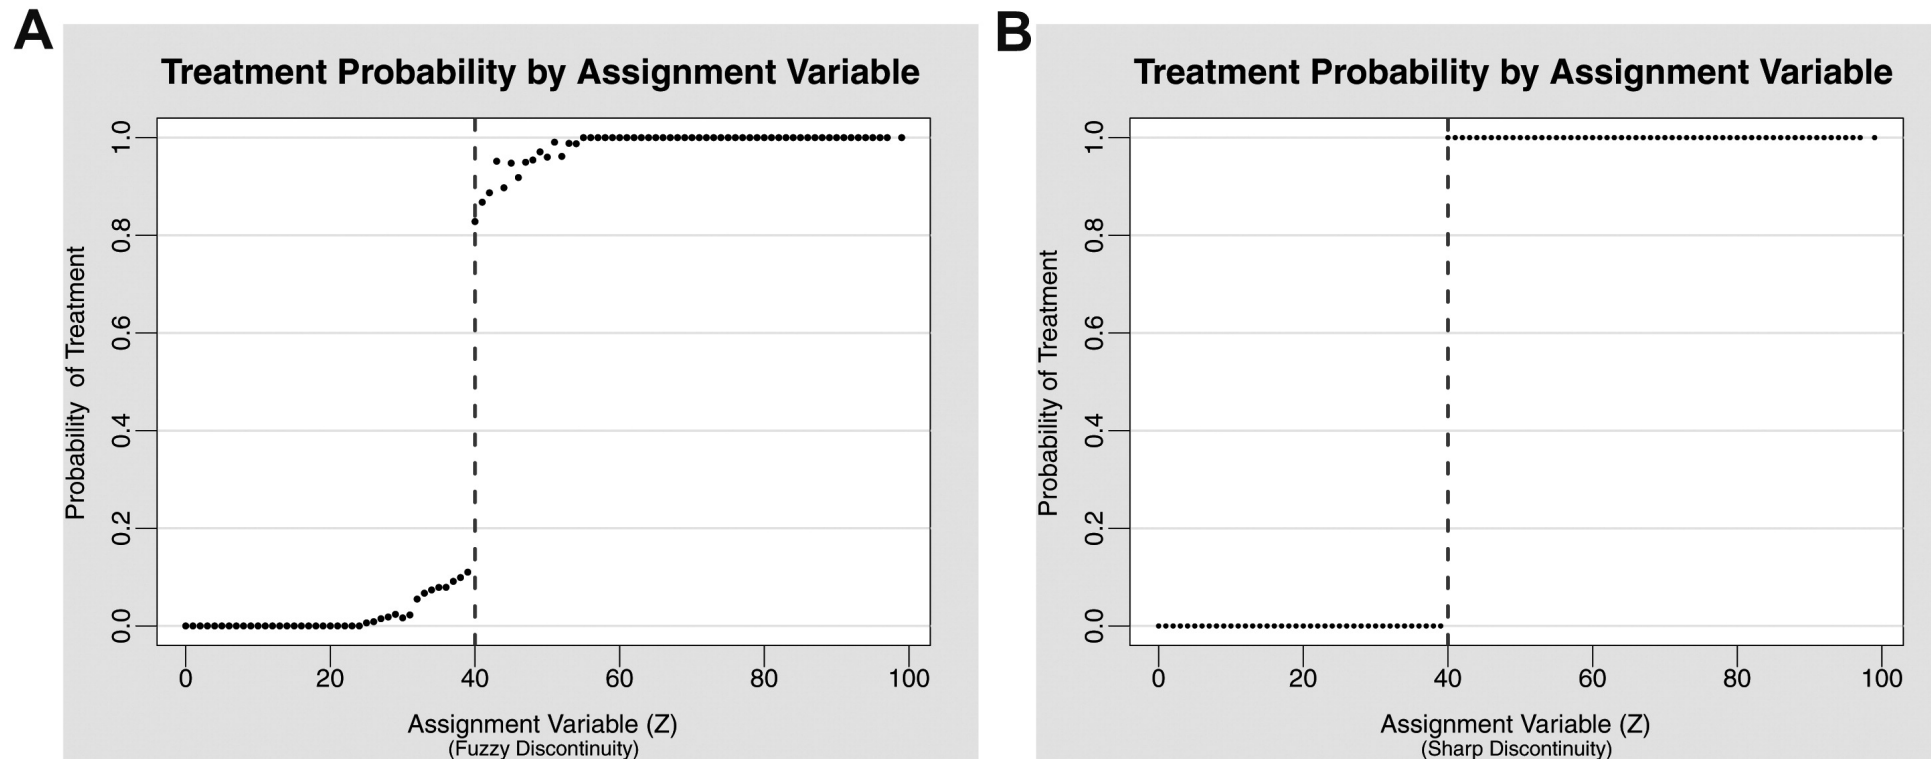 A
Treatment Probability by Assignment Variable
Probability of Treatment
1.0
0.8
0.6
0.4
0.2
0.0
0 20 40 60 80 100
Assignment Variable (Z)
(Fuzzy Discontinuity)
B
Treatment Probability by Assignment Variable
Probability of Treatment
1.0
0.8
0.6
0.4
0.2
0.0
0 20 40 60 80 100
Assignment Variable (Z)
(Sharp Discontinuity)